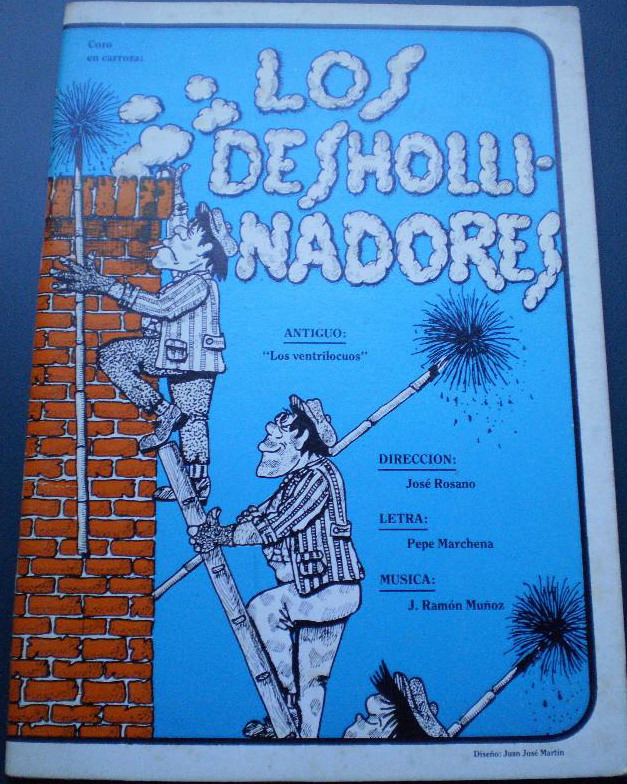 Coro
en carroza:
LOS
DESHOLLI-
NADORES
ANTIGUO:
"Los ventrilocuos"
DIRECCION:
José Rosano
LETRA:
Pepe Marchena
MUSICA:
J. Ramón Muñoz
Diseño: Juan José Martín